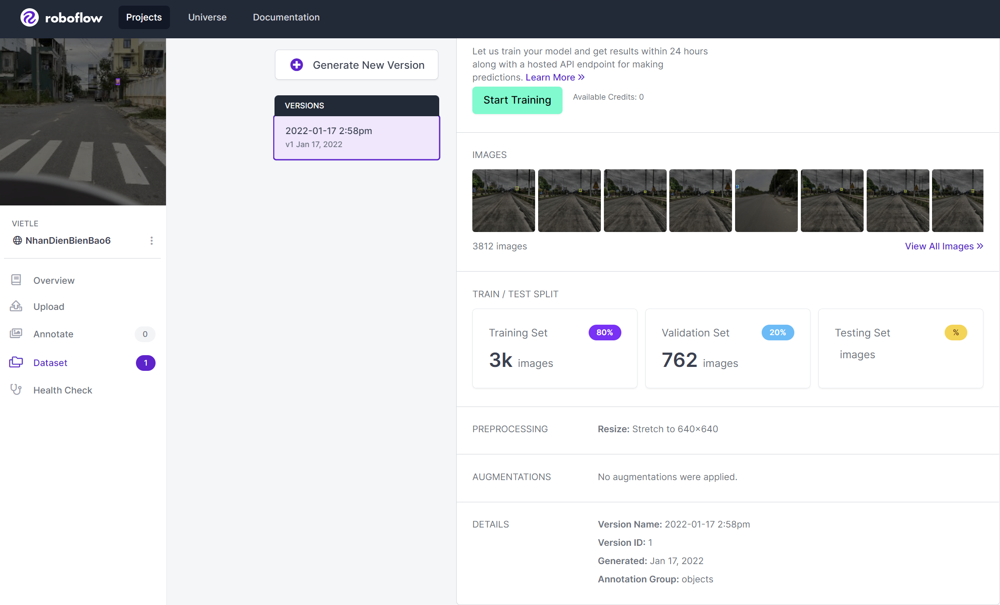 roboflow
Projects
Universe
Documentation
VIETLE
NhanDienBienBao6
Overview
Upload
Annotate 0
Dataset 1
Health Check
Generate New Version
VERSIONS
2022-01-17 2:58pm
v1 Jan 17, 2022
Let us train your model and get results within 24 hours
along with a hosted API endpoint for making
predictions. Learn More »
Start Training
Available Credits: 0
IMAGES
3812 images
View All Images »
TRAIN / TEST SPLIT
Training Set 80%
3k images
Validation Set 20%
762 images
Testing Set %
images
PREPROCESSING
Resize: Stretch to 640×640
AUGMENTATIONS
No augmentations were applied.
DETAILS
Version Name: 2022-01-17 2:58pm
Version ID: 1
Generated: Jan 17, 2022
Annotation Group: objects